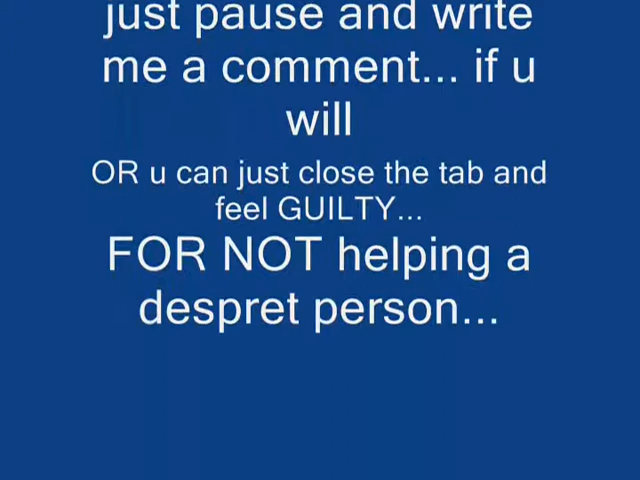 just pause and write
me a comment... if u
will
OR u can just close the tab and
feel GUILTY...
FOR NOT helping a
despret person...